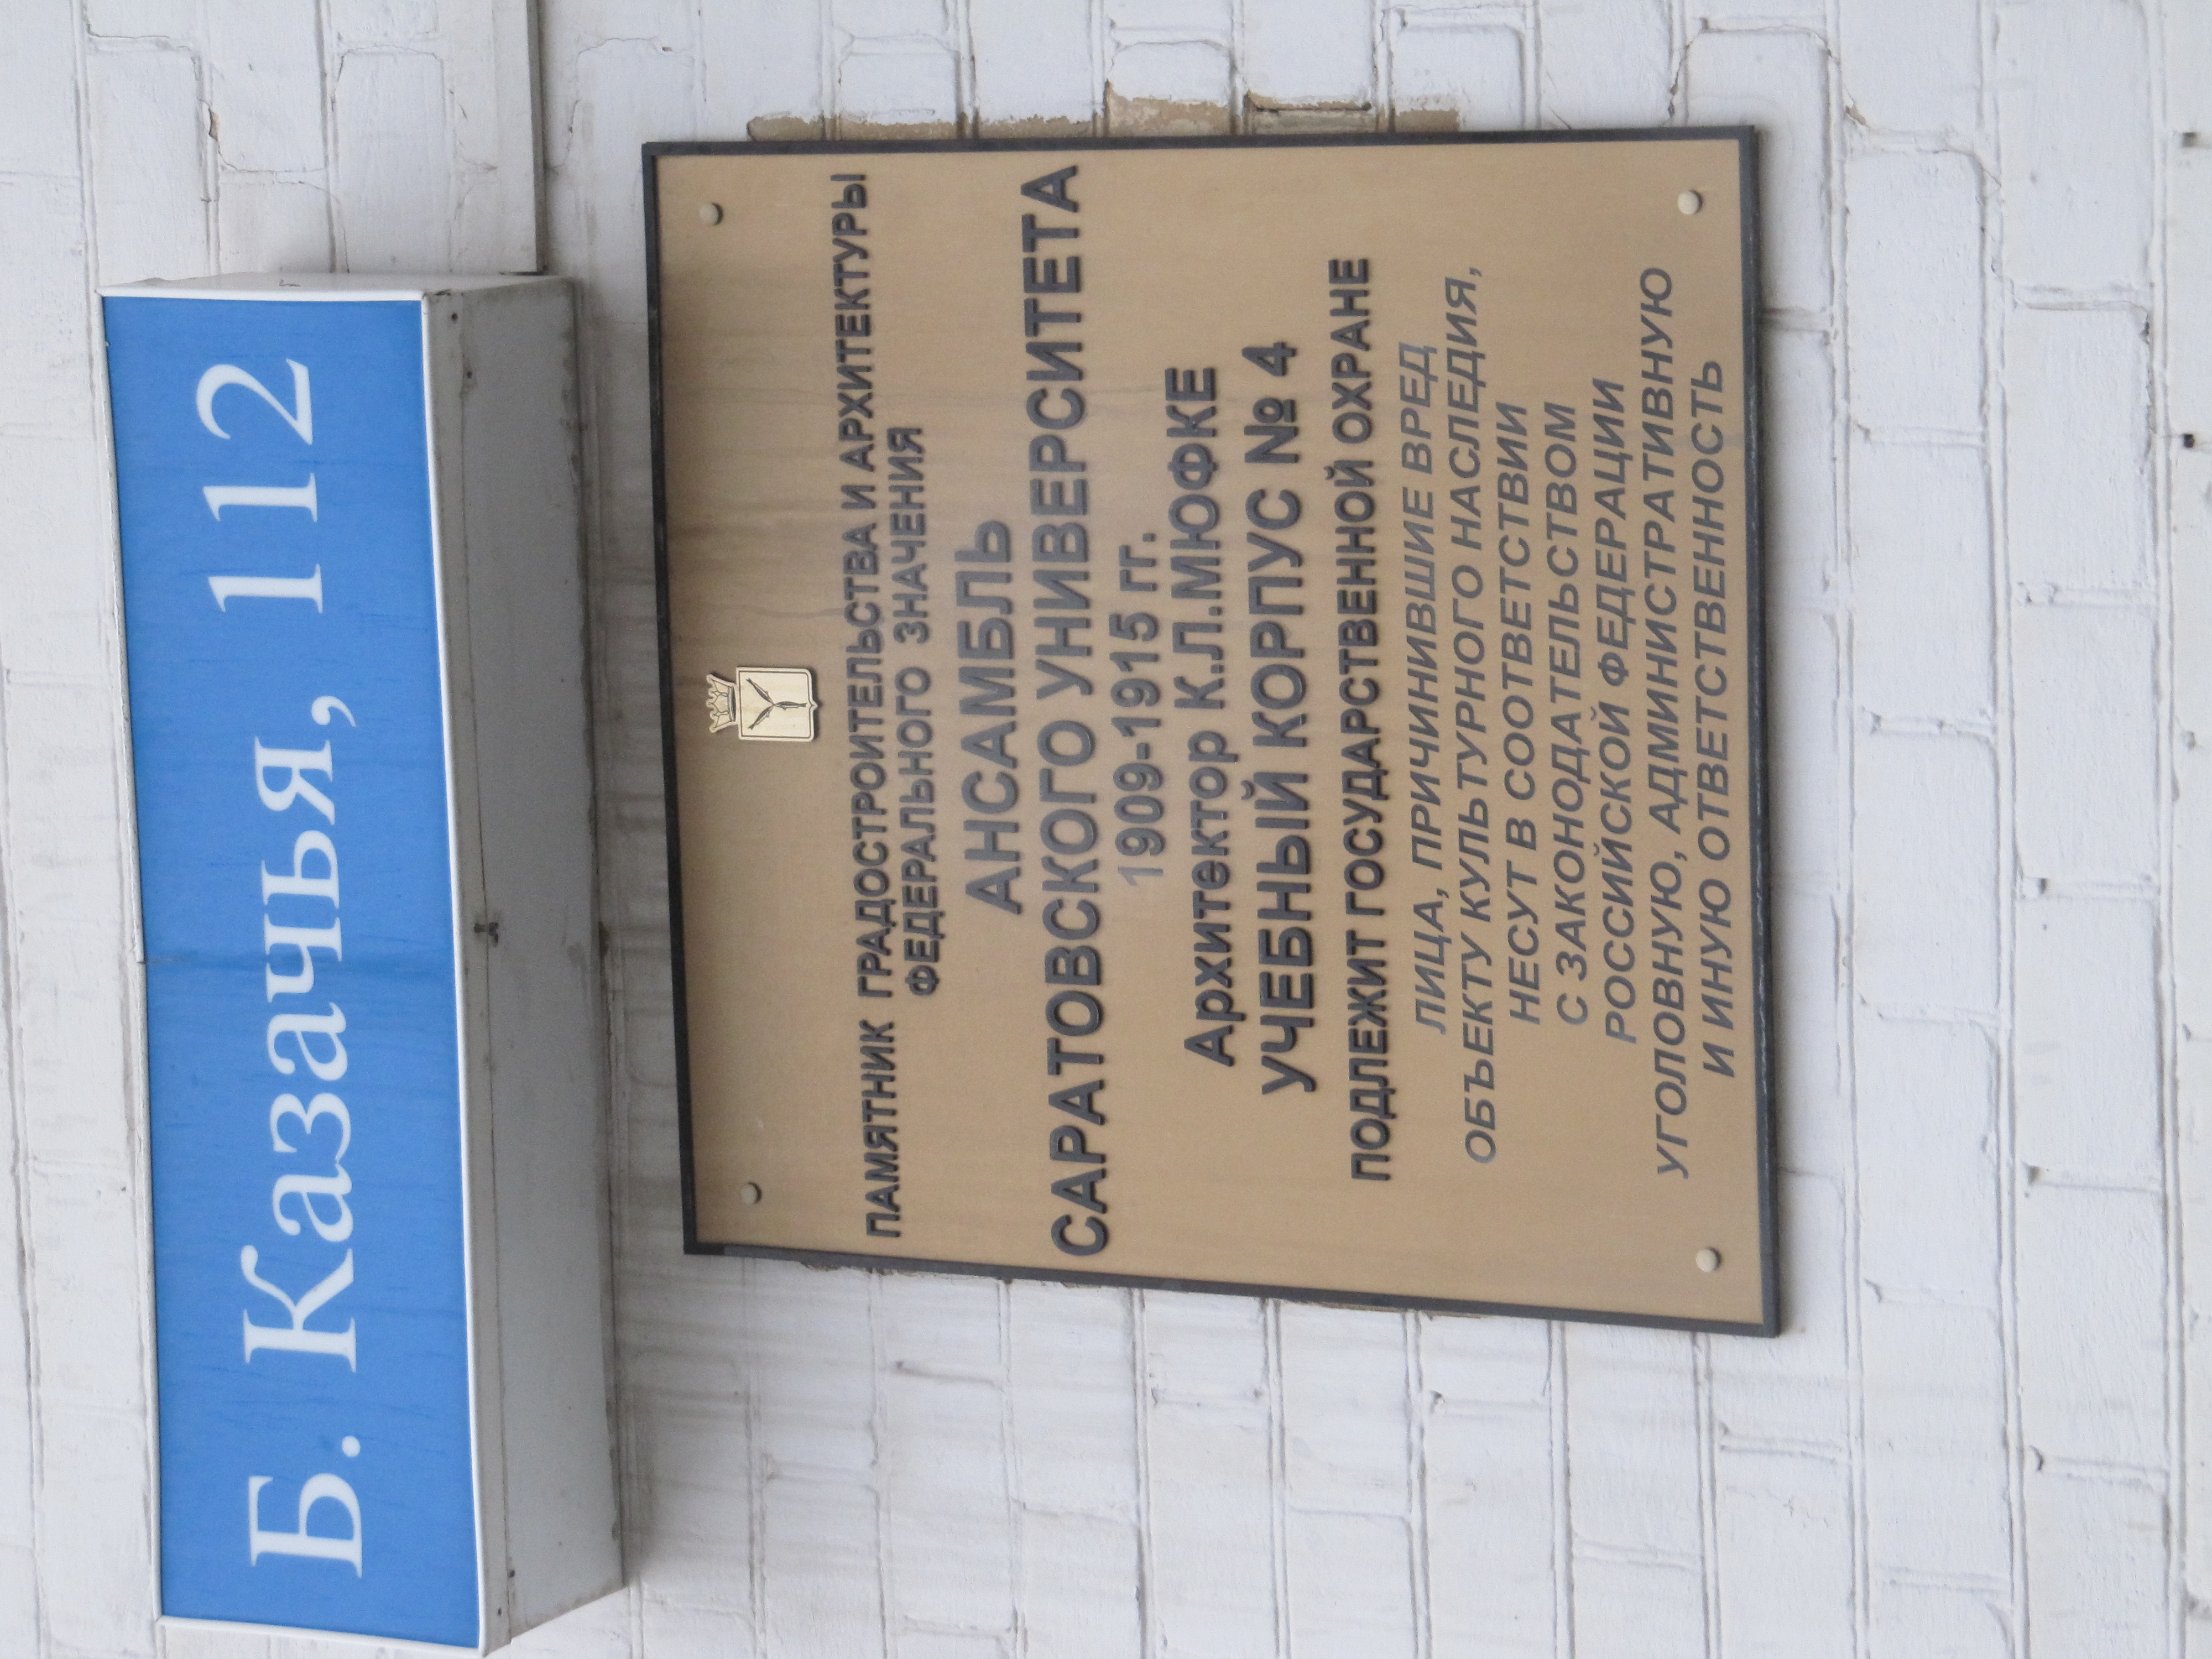 Б. Казачья, 112
ПАМЯТНИК ГРАДОСТРОИТЕЛЬСТВА И АРХИТЕКТУРЫ
ФЕДЕРАЛЬНОГО ЗНАЧЕНИЯ
АНСАМБЛЬ
САРАТОВСКОГО УНИВЕРСИТЕТА
1909-1915 гг.
Архитектор К.Л.МЮФКЕ
УЧЕБНЫЙ КОРПУС № 4
ПОДЛЕЖИТ ГОСУДАРСТВЕННОЙ ОХРАНЕ
ЛИЦА, ПРИЧИНИВШИЕ ВРЕД
ОБЪЕКТУ КУЛЬТУРНОГО НАСЛЕДИЯ,
НЕСУТ В СООТВЕТСТВИИ
С ЗАКОНОДАТЕЛЬСТВОМ
РОССИЙСКОЙ ФЕДЕРАЦИИ
УГОЛОВНУЮ, АДМИНИСТРАТИВНУЮ
И ИНУЮ ОТВЕТСТВЕННОСТЬ